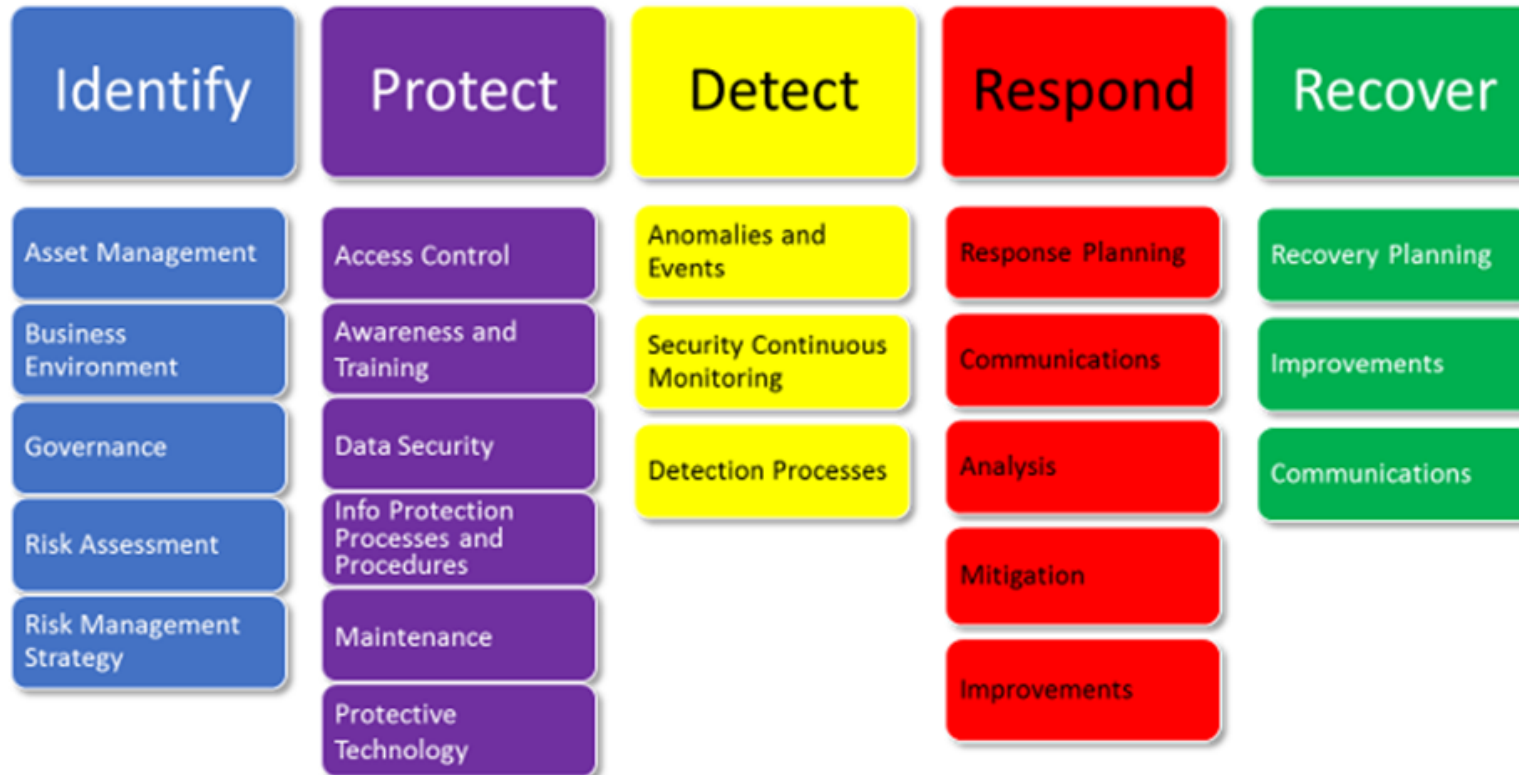 Identify
Asset Management
Business
Environment
Governance
Risk Assessment
Risk Management
Strategy
Protect
Access Control
Awareness and
Training
Data Security
Info Protection
Processes and
Procedures
Maintenance
Protective
Technology
Detect
Anomalies and
Events
Security Continuous
Monitoring
Detection Processes
Respond
Response Planning
Communications
Analysis
Mitigation
Improvements
Recover
Recovery Planning
Improvements
Communications